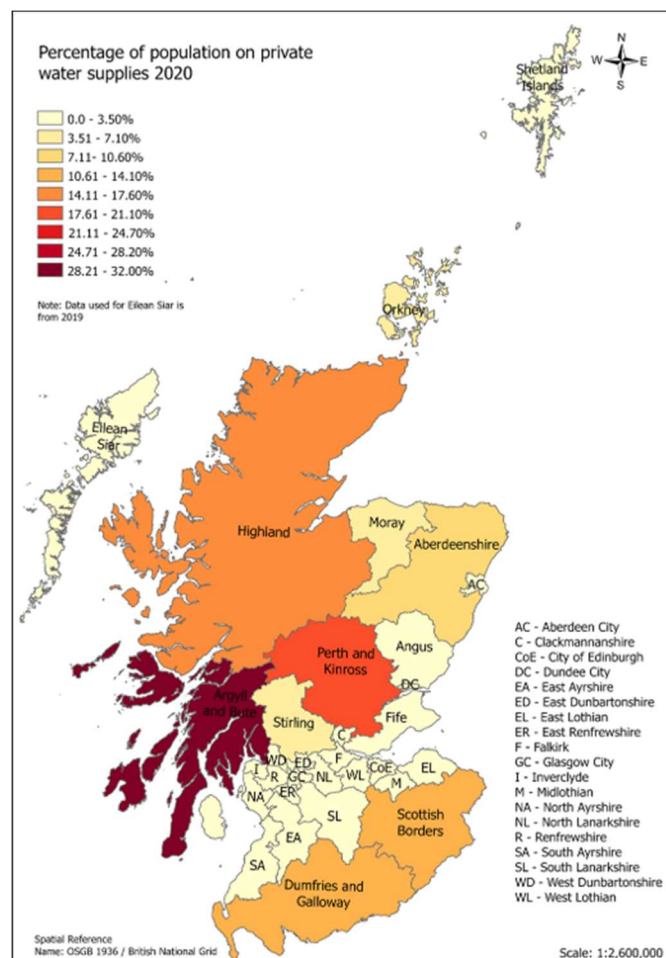 Percentage of population on private
water supplies 2020
0.0 - 3.50%
3.51 - 7.10%
7.11- 10.60%
10.61 - 14.10%
14.11 - 17.60%
17.61 - 21.10%
21.11 - 24.70%
24.71 - 28.20%
28.21 - 32.00%
Note: Data used for Eilean Siar is
from 2019
N
W E
S
Shetland
Islands
Orkney
Eilean
Siar
Highland
Moray
Aberdeenshire
AC
Perth and
Kinross
Angus
DC
Argyll
and Bute
Stirling
Fife
C
WD
ED
F
I
R
GC
NL
WL
CoE
EL
M
ER
NA
SL
EA
Scottish
Borders
SA
Dumfries and
Galloway
AC - Aberdeen City
C - Clackmannanshire
CoE - City of Edinburgh
DC - Dundee City
EA - East Ayrshire
ED - East Dunbartonshire
EL - East Lothian
ER - East Renfrewshire
F - Falkirk
GC - Glasgow City
I - Inverclyde
M - Midlothian
NA - North Ayrshire
NL - North Lanarkshire
R - Renfrewshire
SA - South Ayrshire
SL - South Lanarkshire
WD - West Dunbartonshire
WL - West Lothian
Spatial Reference
Name: OSGB 1936 / British National Grid
Scale: 1:2,600,000